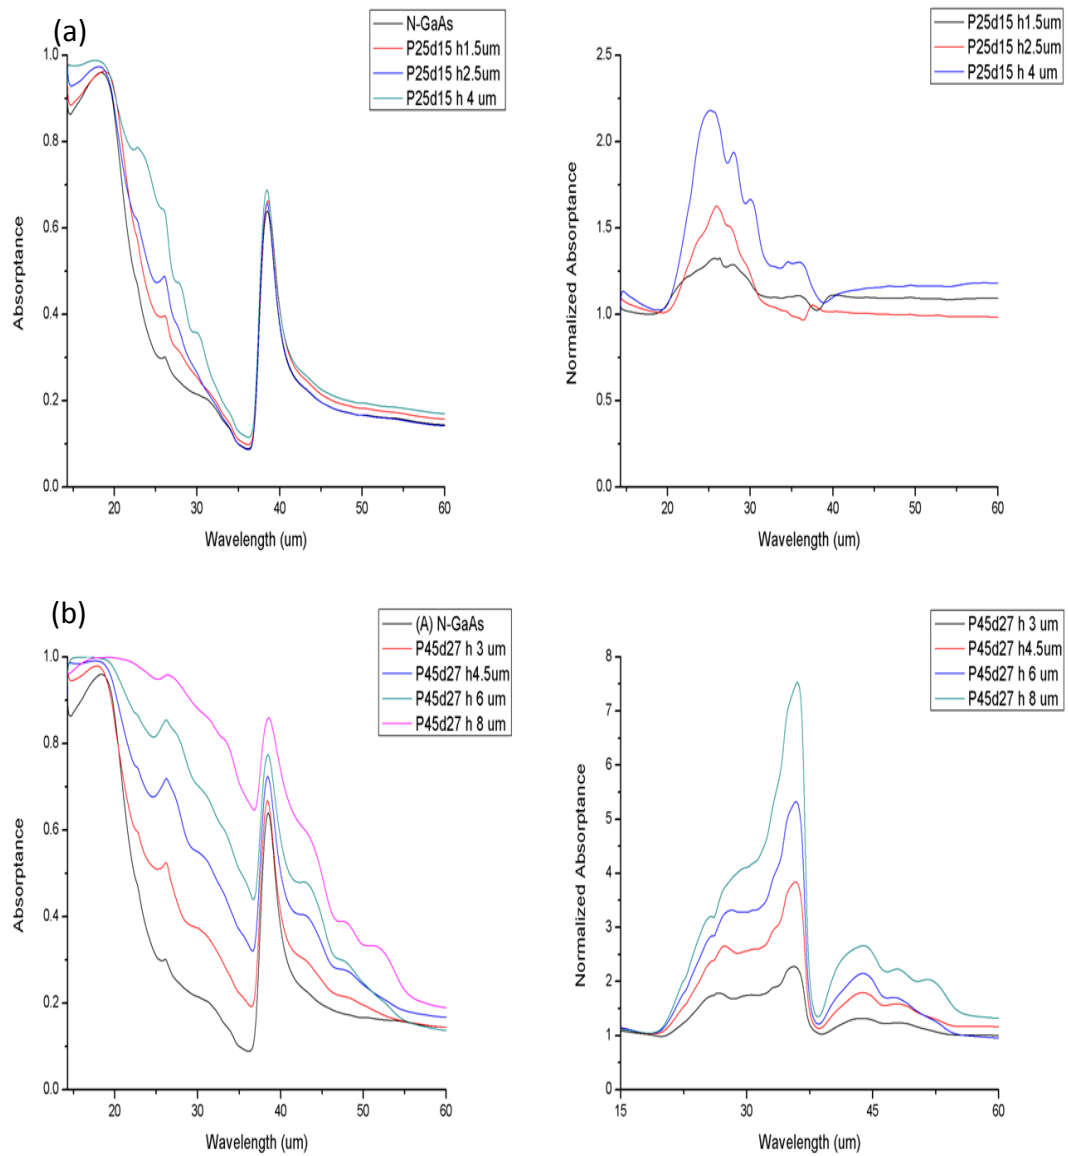 (a)
N-GaAs
P25d15 h1.5um
P25d15 h2.5um
P25d15 h 4 um
1.0
0.8
0.6
0.4
0.2
0.0
Absorptance
20 30 40 50 60
Wavelength (um)
P25d15 h1.5um
P25d15 h2.5um
P25d15 h 4 um
2.5
2.0
1.5
1.0
0.5
0.0
Normalized Absorptance
20 30 40 50 60
Wavelength (um)
(b)
(A) N-GaAs
P45d27 h 3 um
P45d27 h4.5um
P45d27 h 6 um
P45d27 h 8 um
1.0
0.8
0.6
0.4
0.2
0.0
Absorptance
20 30 40 50 60
Wavelength (um)
P45d27 h 3 um
P45d27 h4.5um
P45d27 h 6 um
P45d27 h 8 um
8
7
6
5
4
3
2
1
0
Normalized Absorptance
15 30 45 60
Wavelength (um)